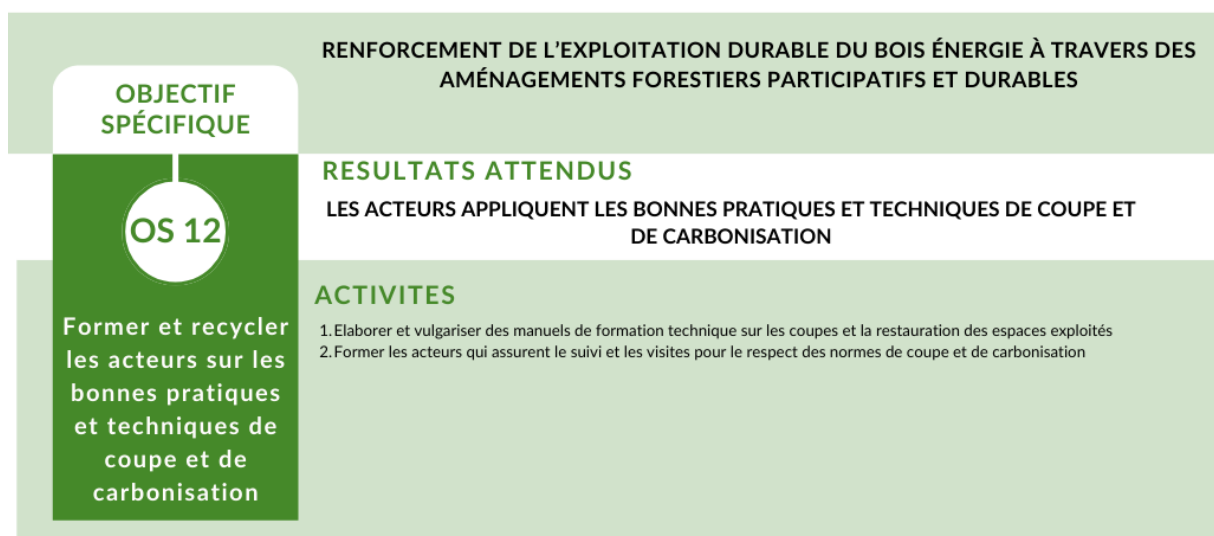 RENFORCEMENT DE L’EXPLOITATION DURABLE DU BOIS ÉNERGIE À TRAVERS DES
AMÉNAGEMENTS FORESTIERS PARTICIPATIFS ET DURABLES
OBJECTIF
SPÉCIFIQUE
OS 12
Former et recycler
les acteurs sur les
bonnes pratiques
et techniques de
coupe et de
carbonisation
RESULTATS ATTENDUS
LES ACTEURS APPLIQUENT LES BONNES PRATIQUES ET TECHNIQUES DE COUPE ET
DE CARBONISATION
ACTIVITES
1. Elaborer et vulgariser des manuels de formation technique sur les coupes et la restauration des espaces exploités
2. Former les acteurs qui assurent le suivi et les visites pour le respect des normes de coupe et de carbonisation